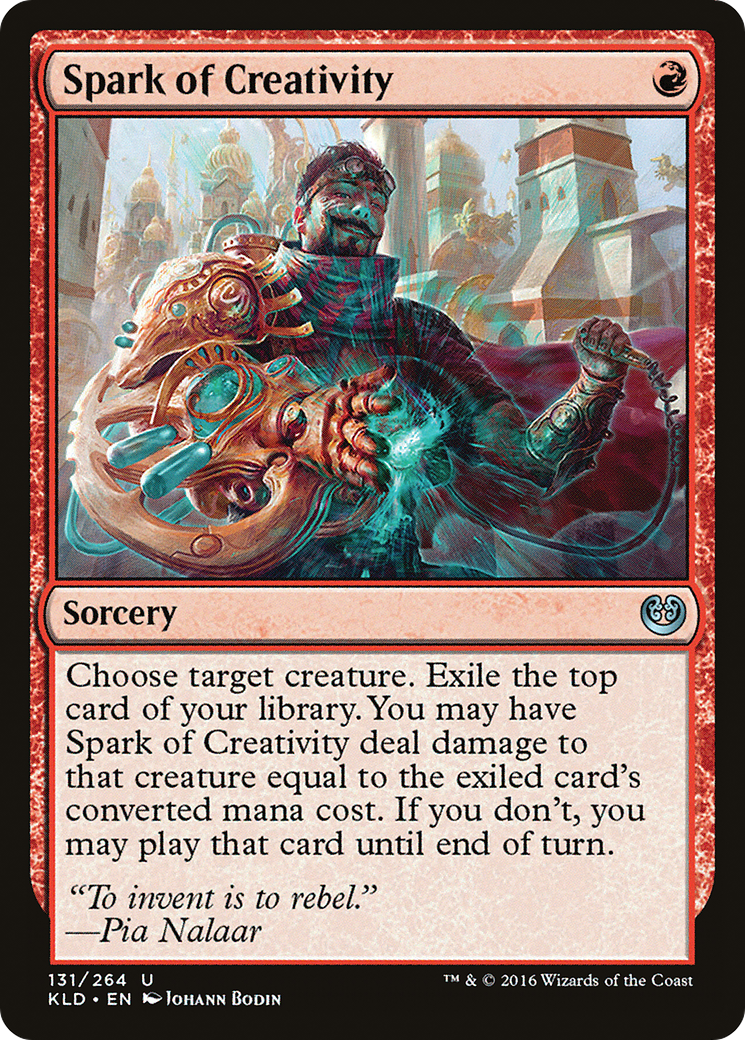 Spark of Creativity
Sorcery
Choose target creature. Exile the top
card of your library. You may have
Spark of Creativity deal damage to
that creature equal to the exiled card's
converted mana cost. If you don't, you
may play that card until end of turn.
"To invent is to rebel."
—Pia Nalaar
131/264 U
KLD • EN Johann Bodin
™ & © 2016 Wizards of the Coast